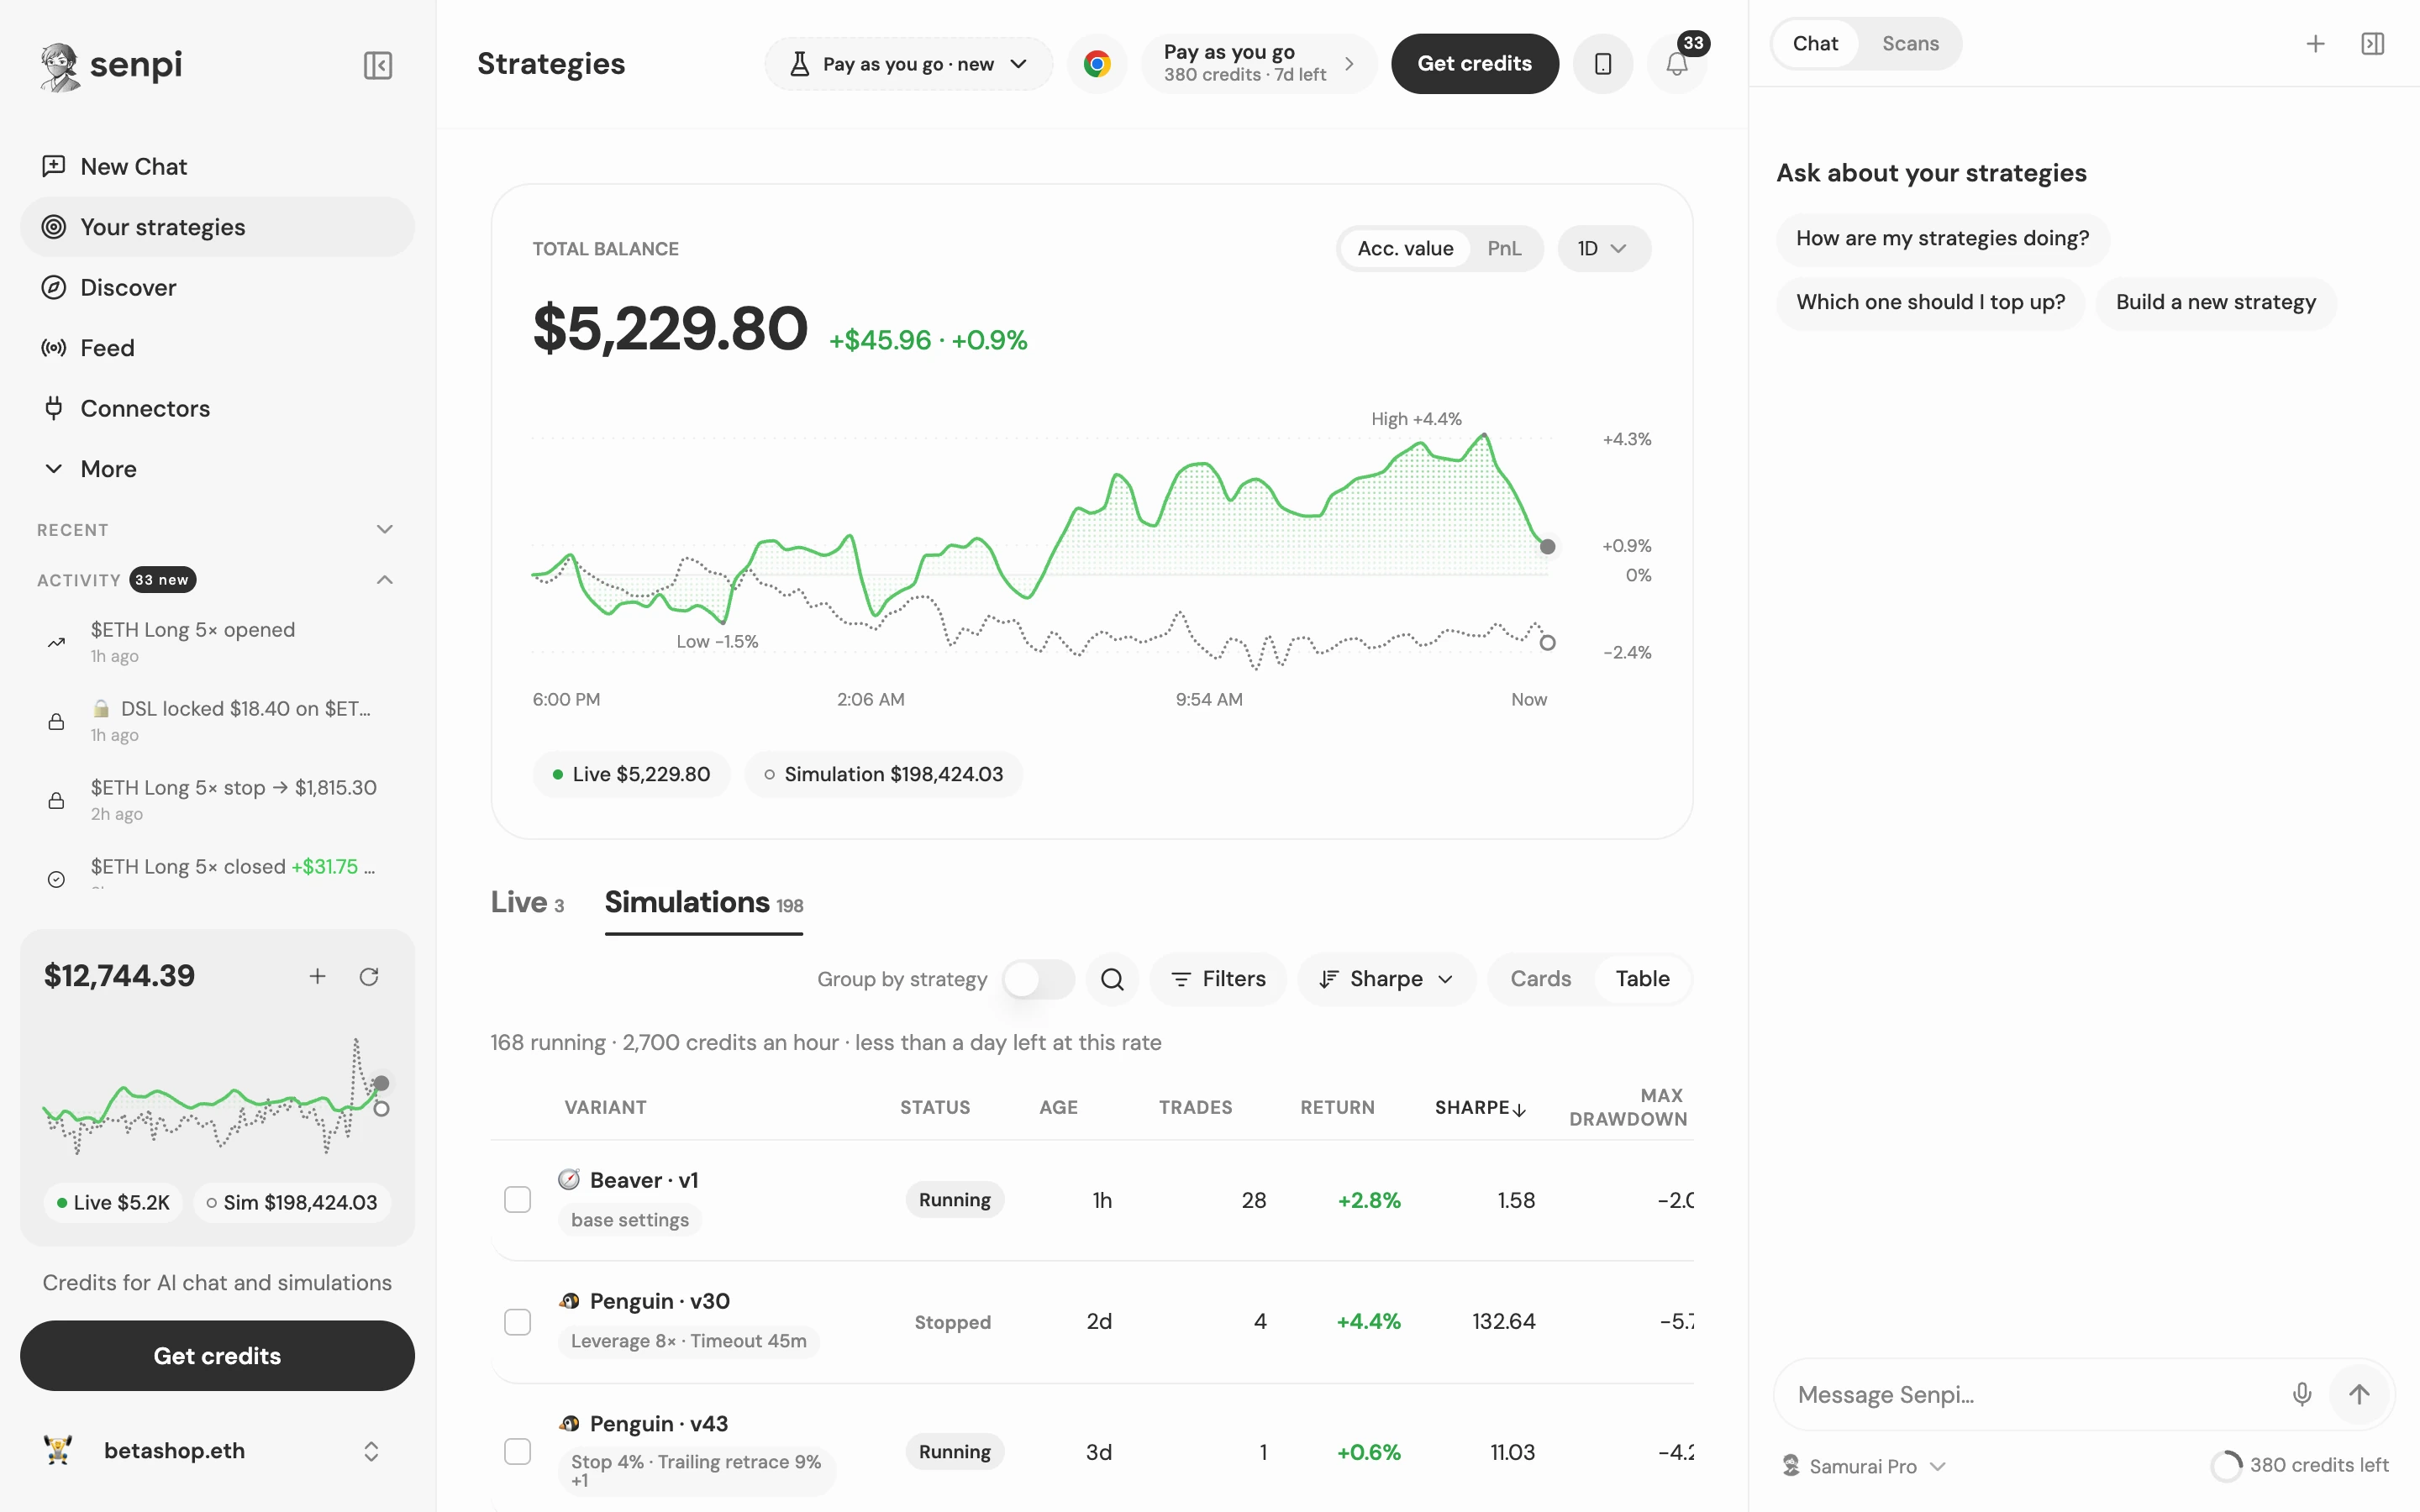 senpi
New Chat
Your strategies
Discover
Feed
Connectors
More
RECENT
ACTIVITY 33 new
$ETH Long 5× opened
1h ago
DSL locked $18.40 on $ET…
1h ago
$ETH Long 5× stop → $1,815.30
2h ago
$ETH Long 5× closed +$31.75 …
$12,744.39
Live $5.2K
Sim $198,424.03
Credits for AI chat and simulations
Get credits
betashop.eth
Strategies
Pay as you go · new
Pay as you go
380 credits · 7d left
Get credits
33
TOTAL BALANCE
Acc. value
PnL
1D
$5,229.80 +$45.96 · +0.9%
High +4.4%
+4.3%
+0.9%
0%
Low −1.5%
−2.4%
6:00 PM
2:06 AM
9:54 AM
Now
Live $5,229.80
Simulation $198,424.03
Live 3
Simulations 198
Group by strategy
Filters
Sharpe
Cards
Table
168 running · 2,700 credits an hour · less than a day left at this rate
VARIANT
STATUS
AGE
TRADES
RETURN
SHARPE↓
MAX
DRAWDOWN
Beaver · v1
base settings
Running
1h
28
+2.8%
1.58
−2.0
Penguin · v30
Leverage 8× · Timeout 45m
Stopped
2d
4
+4.4%
132.64
−5.7
Penguin · v43
Stop 4% · Trailing retrace 9%
+1
Running
3d
1
+0.6%
11.03
−4.2
Chat
Scans
Ask about your strategies
How are my strategies doing?
Which one should I top up?
Build a new strategy
Message Senpi…
Samurai Pro
380 credits left